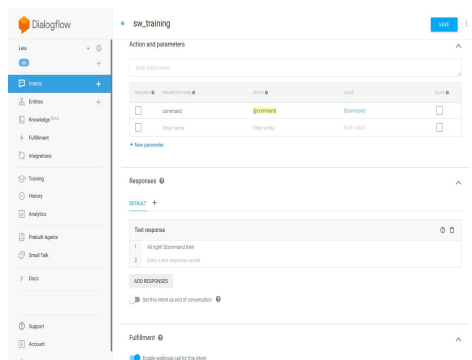 Dialogflow
sw_training
SAVE
Leia
en
Intents
Entities
Knowledge [beta]
Fulfillment
Integrations
Training
History
Analytics
Prebuilt Agents
Small Talk
Docs
Support
Account
Action and parameters
Enter action name
REQUIRED PARAMETER NAME ENTITY VALUE IS LIST
command @command $command
Enter name Enter entity Enter value
+ New parameter
Responses
DEFAULT +
Text response
1 All right $command then
2 Enter a text response variant
ADD RESPONSES
Set this intent as end of conversation
Fulfillment
Enable webhook call for this intent